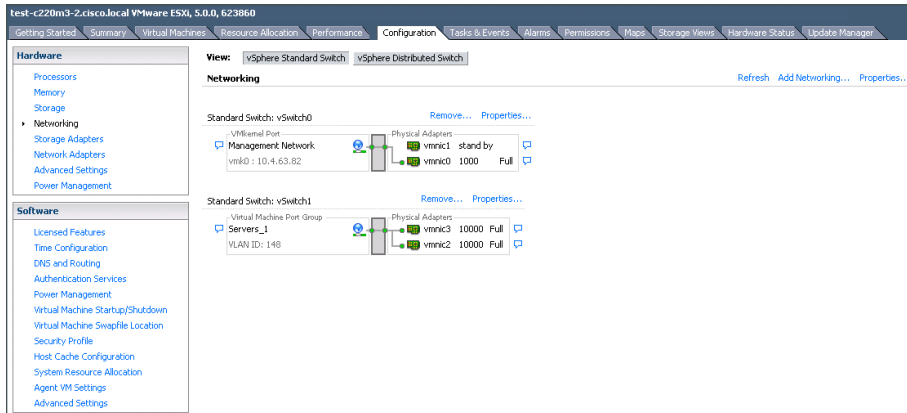 test-c220m3-2.cisco.local VMware ESXi, 5.0.0, 623860
Getting Started Summary Virtual Machines Resource Allocation Performance Configuration Tasks & Events Alarms Permissions Maps Storage Views Hardware Status Update Manager
Hardware
Processors
Memory
Storage
Networking
Storage Adapters
Network Adapters
Advanced Settings
Power Management
Software
Licensed Features
Time Configuration
DNS and Routing
Authentication Services
Power Management
Virtual Machine Startup/Shutdown
Virtual Machine Swapfile Location
Security Profile
Host Cache Configuration
System Resource Allocation
Agent VM Settings
Advanced Settings
View: vSphere Standard Switch vSphere Distributed Switch
Networking Refresh Add Networking... Properties...
Standard Switch: vSwitch0 Remove... Properties...
VMkernel Port Physical Adapters
Management Network vmnic1 stand by
vmk0 : 10.4.63.82 vmnic0 1000 Full
Standard Switch: vSwitch1 Remove... Properties...
Virtual Machine Port Group Physical Adapters
Servers_1 vmnic3 10000 Full
VLAN ID: 148 vmnic2 10000 Full